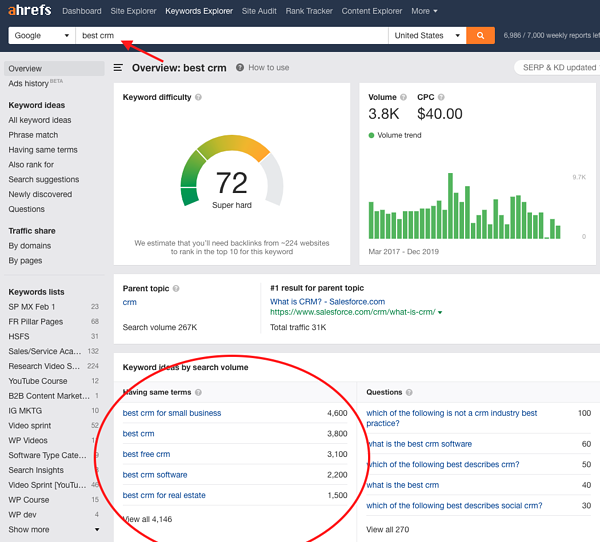 ahrefs Dashboard Site Explorer Keywords Explorer Site Audit Rank Tracker Content Explorer More
Google best crm United States 6,986 / 7,000 weekly reports left
Overview
Ads history BETA
Keyword ideas
All keyword ideas
Phrase match
Having same terms
Also rank for
Search suggestions
Newly discovered
Questions
Traffic share
By domains
By pages
Keywords lists
SP MX Feb 1 23
FR Pillar Pages 68
HSFS 31
Sales/Service Aca... 132
Research Video S... 224
YouTube Course 12
B2B Content Market...
IG MKTG 10
Video sprint 52
WP Videos
Software Type Cate...
Search Insights
Video Sprint [YouTu... 46
WP Course 15
WP dev 4
Show more
Overview: best crm ? How to use SERP & KD updated
Keyword difficulty ?
72
Super hard
We estimate that you'll need backlinks from ~224 websites
to rank in the top 10 for this keyword
Volume ? CPC ?
3.8K $40.00
Volume trend
9.7K
0
Mar 2017 - Dec 2019
Parent topic ?
crm
Search volume 267K
#1 result for parent topic
What is CRM? - Salesforce.com
https://www.salesforce.com/crm/what-is-crm/
Total traffic 31K
Keyword ideas by search volume
Having same terms ?
best crm for small business 4,600
best crm 3,800
best free crm 3,100
best crm software 2,200
best crm for real estate 1,500
View all 4,146
Questions ?
which of the following is not a crm industry best
practice? 100
what is the best crm software 60
which of the following best describes crm? 50
what is the best crm 40
which of the following best describes social crm? 30
View all 270